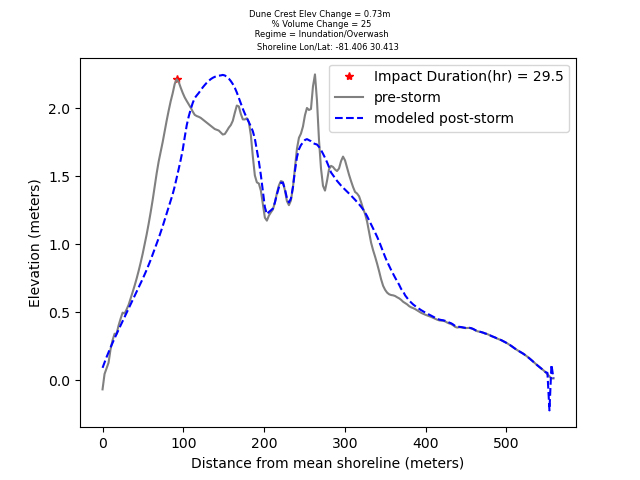 Dune Crest Elev Change = 0.73m
% Volume Change = 25
Regime = Inundation/Overwash
Shoreline Lon/Lat: -81.406 30.413
Impact Duration(hr) = 29.5
pre-storm
modeled post-storm
Elevation (meters)
2.0
1.5
1.0
0.5
0.0
0 100 200 300 400 500
Distance from mean shoreline (meters)